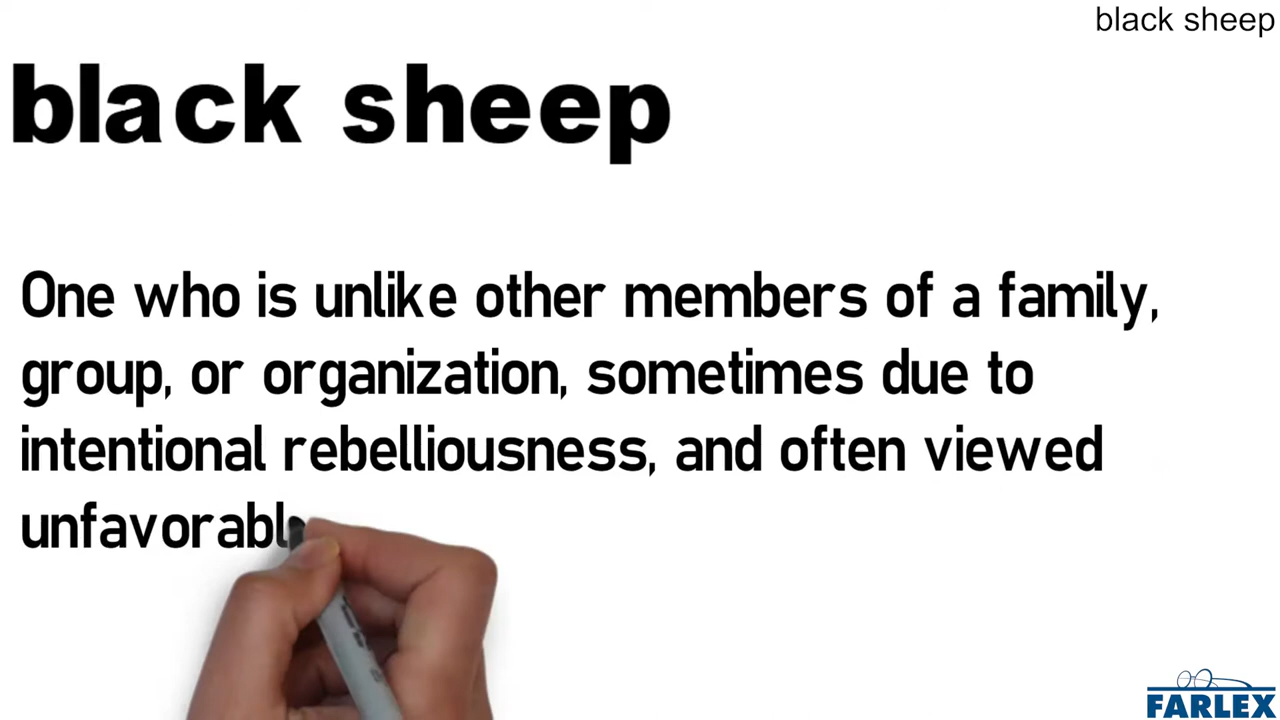 black sheep
black sheep
One who is unlike other members of a family,
group, or organization, sometimes due to
intentional rebelliousness, and often viewed
unfavorabl
FARLEX